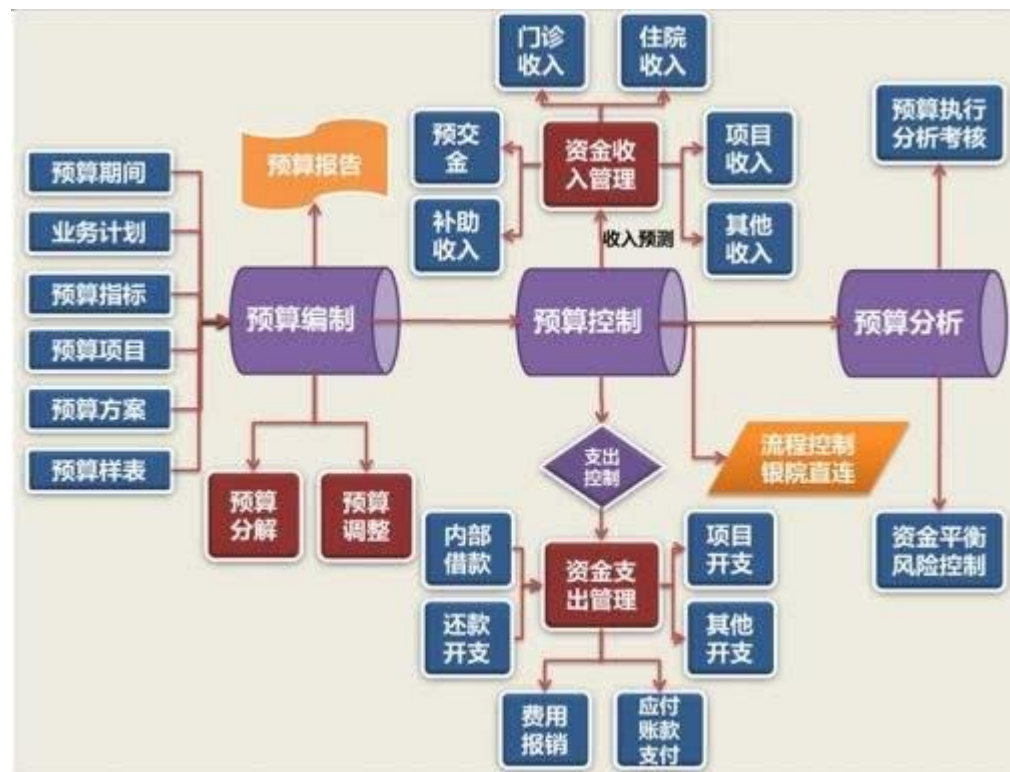 门诊
收入
住院
收入
预算执行
分析考核
预交
金
资金收
入管理
项目
收入
预算报告
预算期间
业务计划
补助
收入
收入预测
其他
收入
预算指标
预算项目
预算方案
预算样表
预算编制
预算控制
预算分析
支出
控制
流程控制
银院直连
预算
分解
预算
调整
内部
借款
资金支
出管理
项目
开支
资金平衡
风险控制
还款
开支
其他
开支
费用
报销
应付
账款
支付